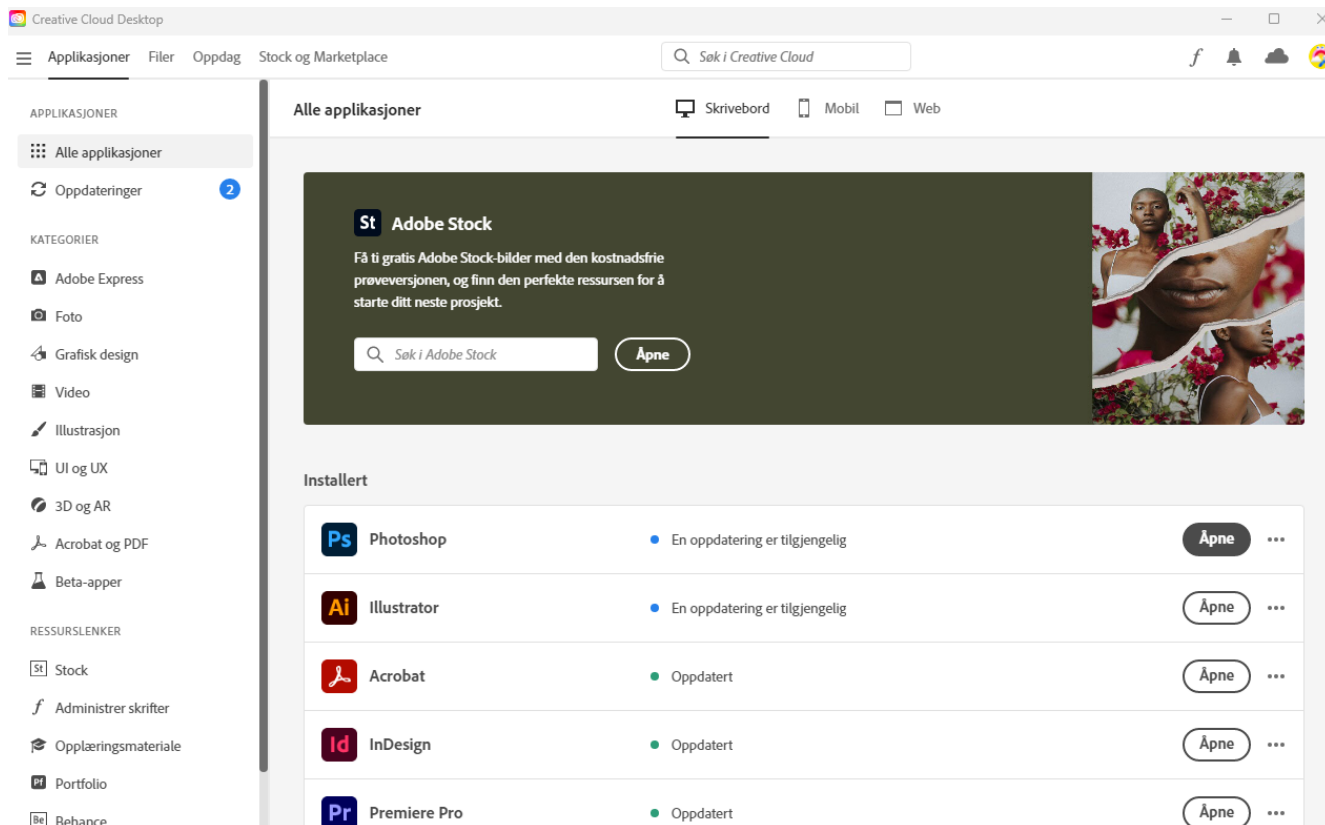 Creative Cloud Desktop
Applikasjoner Filer Oppdag Stock og Marketplace Søk i Creative Cloud
APPLIKASJONER
Alle applikasjoner
Oppdateringer 2
KATEGORIER
Adobe Express
Foto
Grafisk design
Video
Illustrasjon
UI og UX
3D og AR
Acrobat og PDF
Beta-apper
RESSURSLENKER
St Stock
Administrer skrifter
Opplæringsmateriale
Pf Portfolio
Be Behance
Alle applikasjoner Skrivebord Mobil Web
St Adobe Stock
Få ti gratis Adobe Stock-bilder med den kostnadsfrie
prøveversjonen, og finn den perfekte ressursen for å
starte ditt neste prosjekt.
Søk i Adobe Stock Åpne
Installert
Ps Photoshop En oppdatering er tilgjengelig Åpne
Ai Illustrator En oppdatering er tilgjengelig Åpne
Acrobat Oppdatert Åpne
Id InDesign Oppdatert Åpne
Pr Premiere Pro Oppdatert Åpne